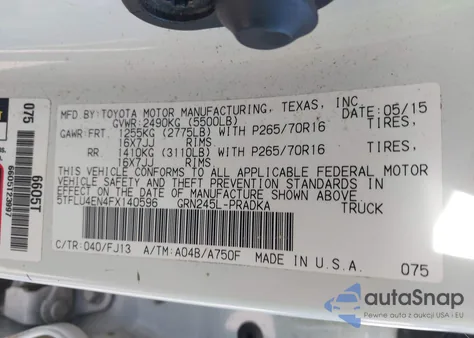 MFD.BY: TOYOTA MOTOR MANUFACTURING, TEXAS, INC.
GVWR: 2490KG (5500LB) DATE: 05/15
GAWR: FRT. 1255KG (2775LB) WITH P265/70R16 TIRES,
16X7JJ RIMS
RR. 1410KG (3110LB) WITH P265/70R16 TIRES,
16X7JJ RIMS
THIS VEHICLE CONFORMS TO ALL APPLICABLE FEDERAL MOTOR
VEHICLE SAFETY AND THEFT PREVENTION STANDARDS IN
EFFECT ON THE DATE OF MANUFACTURE SHOWN ABOVE.
5TFLU4EN4FX140596 GRN245L-PRADKA TRUCK
C/TR: 040/FJ13 A/TM: A04B/A750F MADE IN U.S.A. 075
075
6605T
autoSnap
Pewne auta z aukcji USA i EU